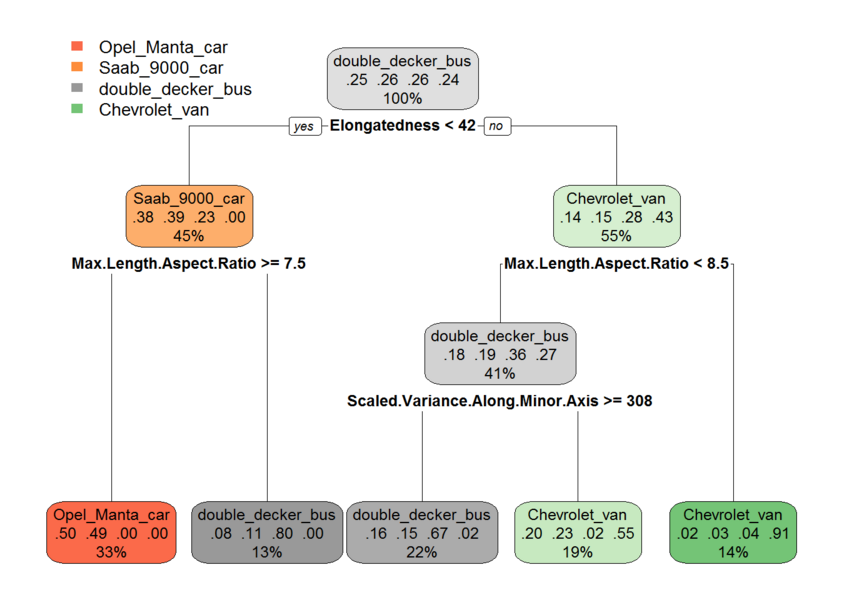 Opel_Manta_car
Saab_9000_car
double_decker_bus
Chevrolet_van
double_decker_bus
.25 .26 .26 .24
100%
yes Elongatedness < 42 no
Saab_9000_car
.38 .39 .23 .00
45%
Chevrolet_van
.14 .15 .28 .43
55%
Max.Length.Aspect.Ratio >= 7.5
Max.Length.Aspect.Ratio < 8.5
double_decker_bus
.18 .19 .36 .27
41%
Scaled.Variance.Along.Minor.Axis >= 308
Opel_Manta_car
.50 .49 .00 .00
33%
double_decker_bus
.08 .11 .80 .00
13%
double_decker_bus
.16 .15 .67 .02
22%
Chevrolet_van
.20 .23 .02 .55
19%
Chevrolet_van
.02 .03 .04 .91
14%